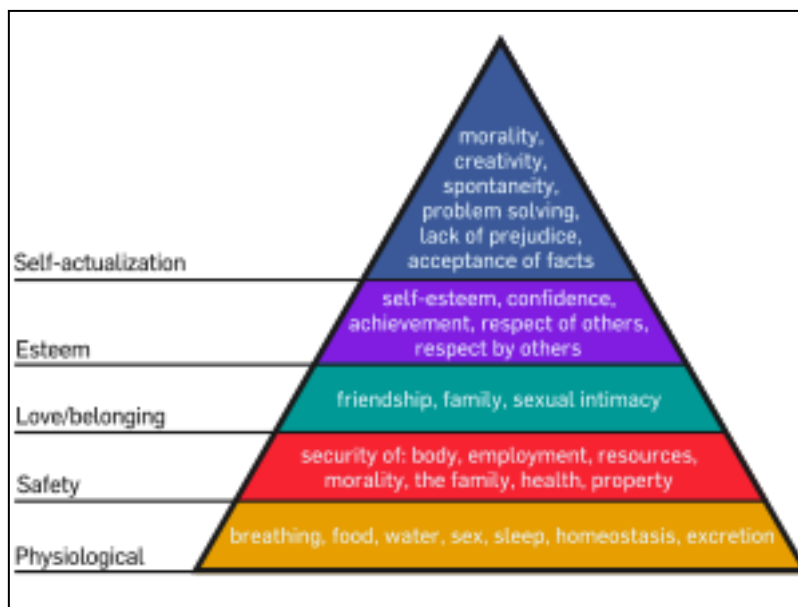 morality,
creativity,
spontaneity,
problem solving,
lack of prejudice,
acceptance of facts
Self-actualization
self-esteem, confidence,
achievement, respect of others,
respect by others
Esteem
friendship, family, sexual intimacy
Love/belonging
security of: body, employment, resources,
morality, the family, health, property
Safety
breathing, food, water, sex, sleep, homeostasis, excretion
Physiological